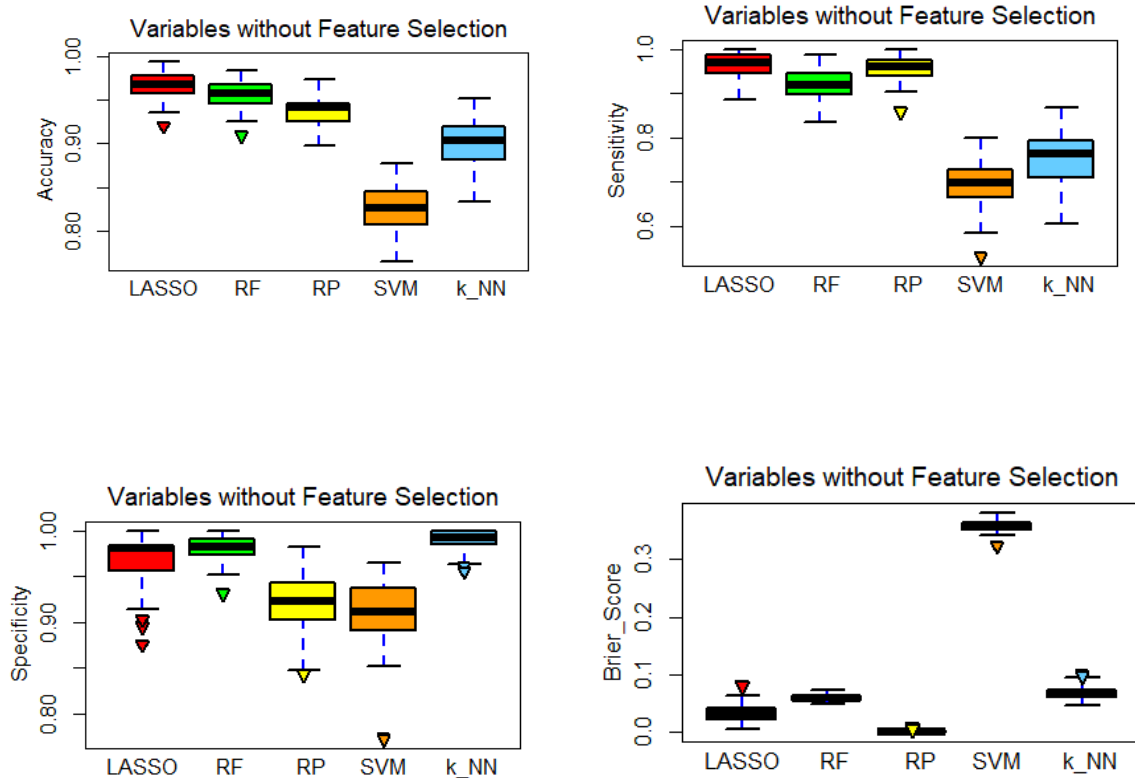 Variables without Feature Selection
Accuracy
1.00
0.90
0.80
LASSO RF RP SVM k_NN
Variables without Feature Selection
Sensitivity
1.0
0.8
0.6
LASSO RF RP SVM k_NN
Variables without Feature Selection
Specificity
1.00
0.90
0.80
LASSO RF RP SVM k_NN
Variables without Feature Selection
Brier_Score
0.3
0.1
0.0
LASSO RF RP SVM k_NN